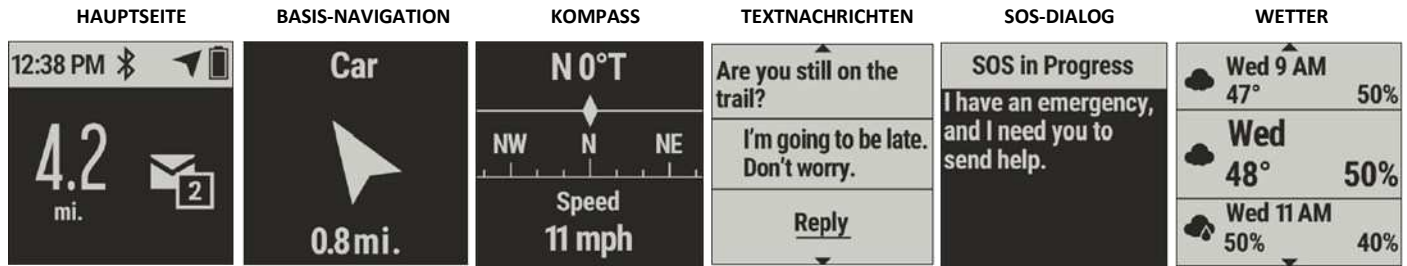 HAUPTSEITE
BASIS-NAVIGATION
KOMPASS
TEXTNACHRICHTEN
SOS-DIALOG
WETTER
12:38 PM
4.2
mi.
2
Car
0.8mi.
N 0°T
NW N NE
Speed
11 mph
Are you still on the
trail?
I'm going to be late.
Don't worry.
Reply
SOS in Progress
I have an emergency,
and I need you to
send help.
Wed 9 AM
47° 50%
Wed
48° 50%
Wed 11 AM
50% 40%